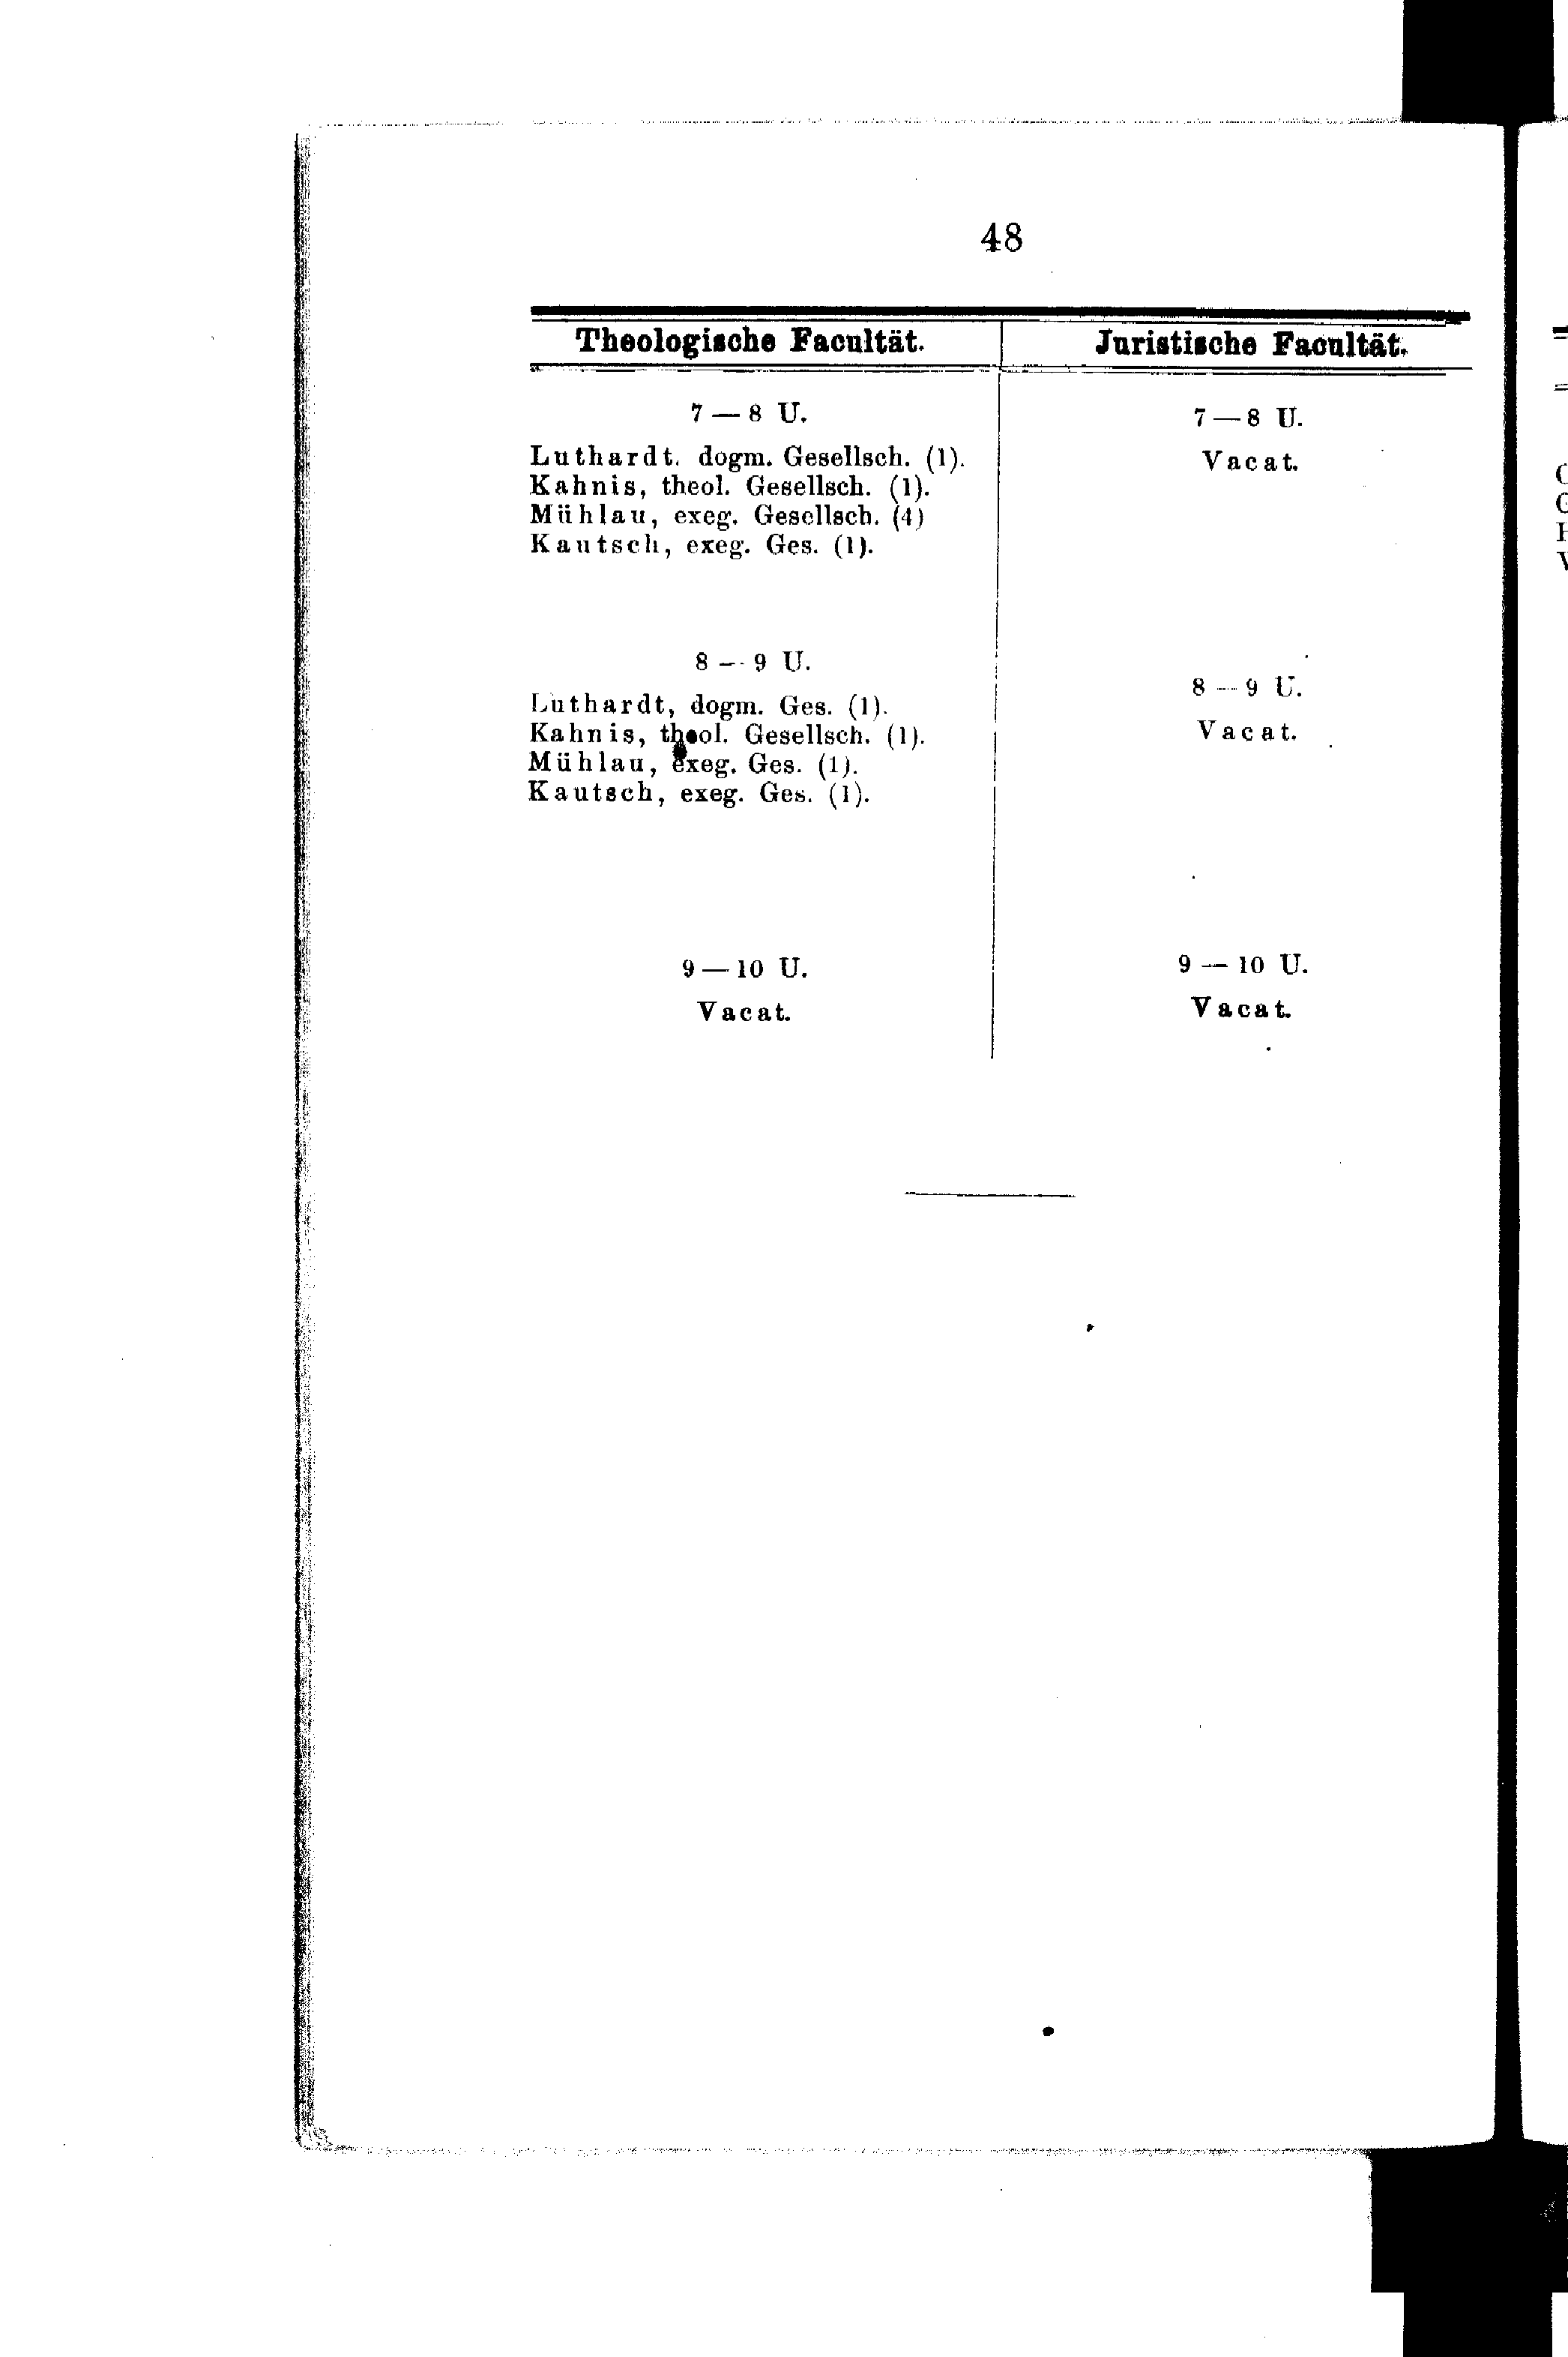 48
Theologische Facultät.
7 — 8 U.
Luthardt, dogm. Gesellsch. (1).
Kahnis, theol. Gesellsch. (1).
Mühlau, exeg. Gesellsch. (4)
Kautsch, exeg. Ges. (1).
8 — 9 U.
Luthardt, dogm. Ges. (1).
Kahnis, theol. Gesellsch. (1).
Mühlau, exeg. Ges. (1).
Kautsch, exeg. Ges. (1).
9 — 10 U.
Vacat.
Juristische Facultät.
7 — 8 U.
Vacat.
8 — 9 U.
Vacat.
9 — 10 U.
Vacat.